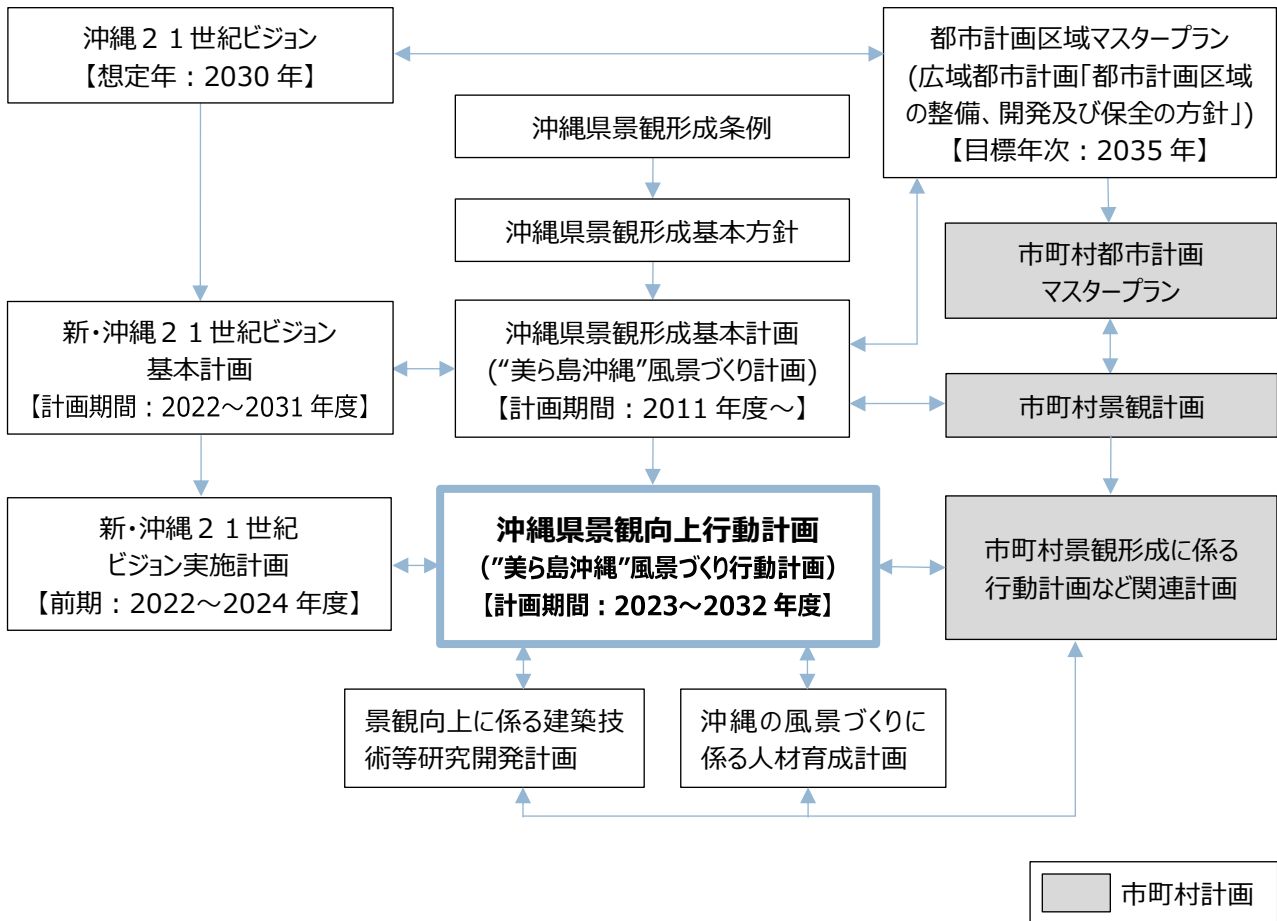 沖縄２１世紀ビジョン
【想定年：2030 年】
都市計画区域マスタープラン
(広域都市計画「都市計画区域
の整備、開発及び保全の方針」)
【目標年次：2035 年】
沖縄県景観形成条例
沖縄県景観形成基本方針
市町村都市計画
マスタープラン
新・沖縄２１世紀ビジョン
基本計画
【計画期間：2022～2031 年度】
沖縄県景観形成基本計画
(“美ら島沖縄”風景づくり計画)
【計画期間：2011 年度～】
市町村景観計画
新・沖縄２１世紀
ビジョン実施計画
【前期：2022～2024 年度】
沖縄県景観向上行動計画
（”美ら島沖縄”風景づくり行動計画）
【計画期間：2023～2032 年度】
市町村景観形成に係る
行動計画など関連計画
景観向上に係る建築技
術等研究開発計画
沖縄の風景づくりに
係る人材育成計画
市町村計画